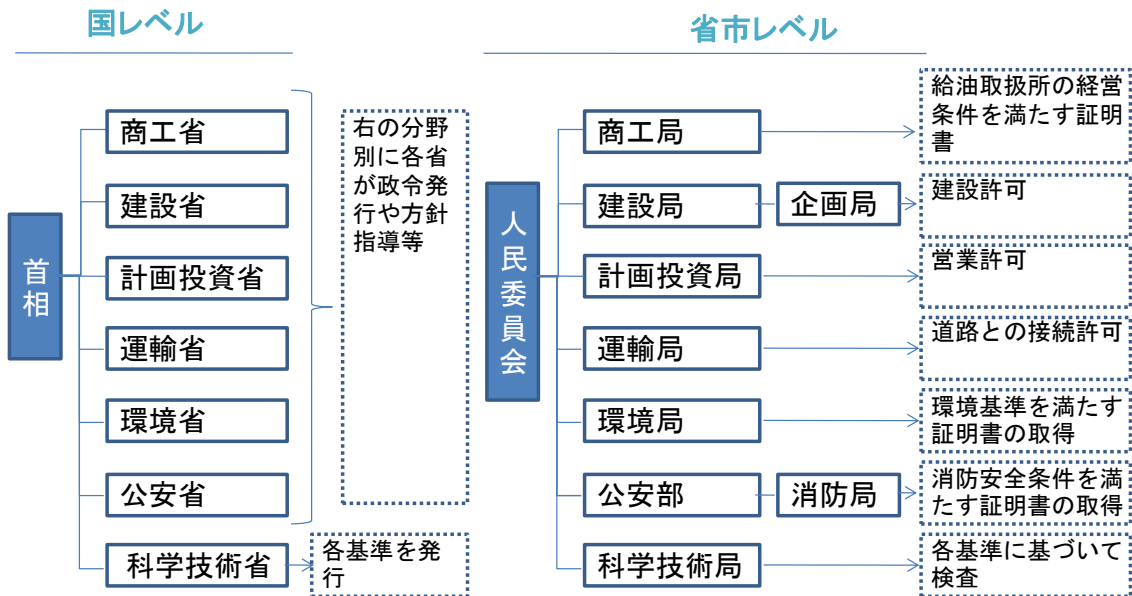 国レベル
省市レベル
首相
商工省
建設省
計画投資省
運輸省
環境省
公安省
科学技術省
右の分野
別に各省
が政令発
行や方針
指導等
各基準を発
行
人民委員会
商工局
建設局
企画局
計画投資局
運輸局
環境局
公安部
消防局
科学技術局
給油取扱所の経営
条件を満たす証明
書
建設許可
営業許可
道路との接続許可
環境基準を満たす
証明書の取得
消防安全条件を満
たす証明書の取得
各基準に基づいて
検査